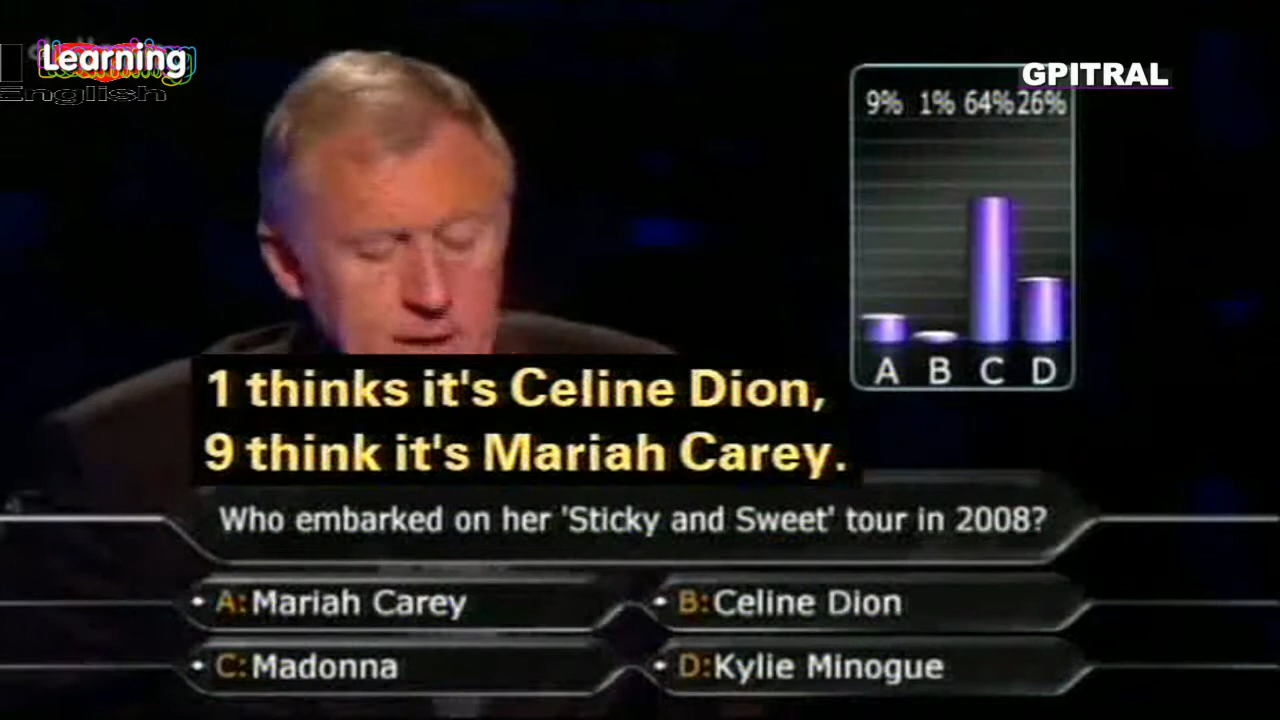 Learning
English
GPITRAL
9% 1% 64% 26%
A B C D
1 thinks it's Celine Dion,
9 think it's Mariah Carey.
Who embarked on her 'Sticky and Sweet' tour in 2008?
A: Mariah Carey
B: Celine Dion
C: Madonna
D: Kylie Minogue